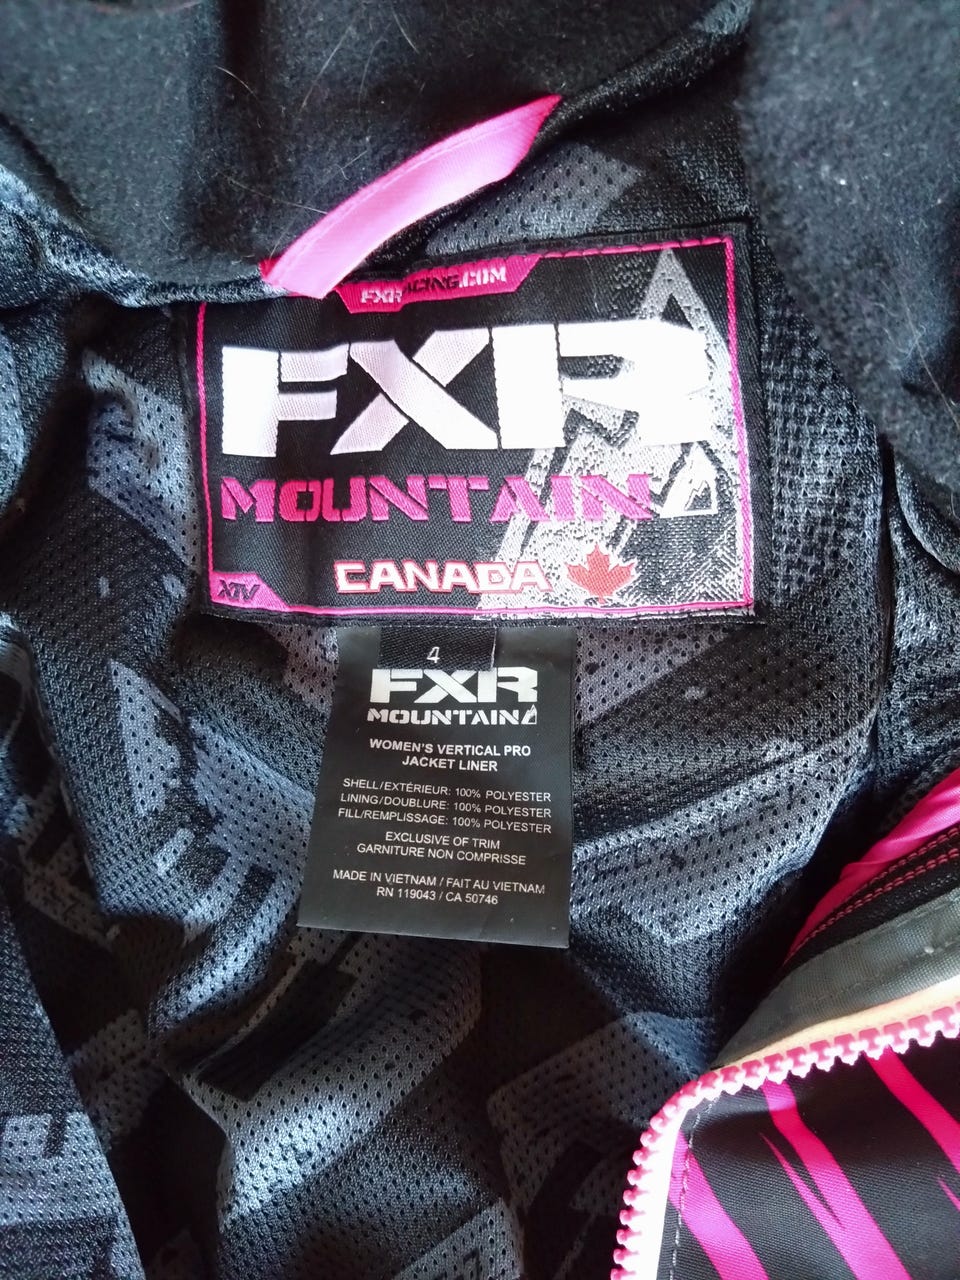 FXRRACING.COM
FXR
MOUNTAIN
CANADA
XIV
4
FXR
MOUNTAIN
WOMEN'S VERTICAL PRO
JACKET LINER
SHELL/EXTÉRIEUR: 100% POLYESTER
LINING/DOUBLURE: 100% POLYESTER
FILL/REMPLISSAGE: 100% POLYESTER
EXCLUSIVE OF TRIM
GARNITURE NON COMPRISSE
MADE IN VIETNAM / FAIT AU VIETNAM
RN 119043 / CA 50746